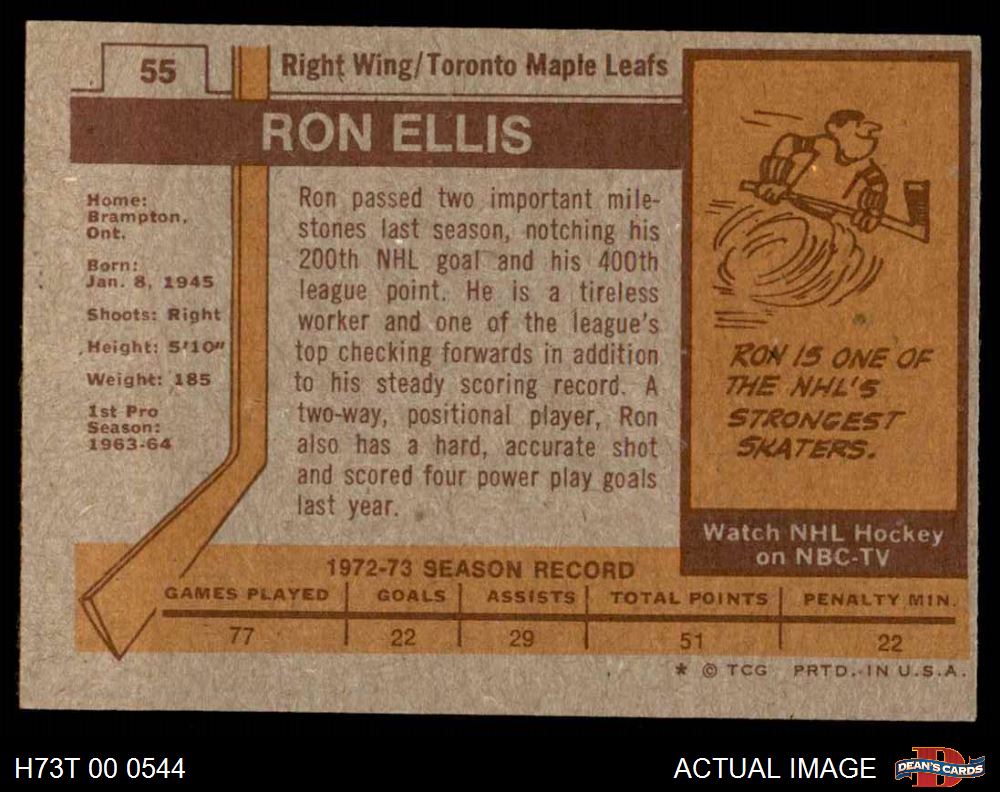 55
Right Wing/Toronto Maple Leafs
RON ELLIS
Home:
Brampton,
Ont.
Born:
Jan. 8, 1945
Shoots: Right
Height: 5'10"
Weight: 185
1st Pro
Season:
1963-64
Ron passed two important mile-
stones last season, notching his
200th NHL goal and his 400th
league point. He is a tireless
worker and one of the league's
top checking forwards in addition
to his steady scoring record. A
two-way, positional player, Ron
also has a hard, accurate shot
and scored four power play goals
last year.
RON IS ONE OF
THE NHL'S
STRONGEST
SKATERS.
Watch NHL Hockey
on NBC-TV
1972-73 SEASON RECORD
GAMES PLAYED GOALS ASSISTS TOTAL POINTS PENALTY MIN.
77 22 29 51 22
* © TCG PRTD. IN U.S.A.
H73T 00 0544
ACTUAL IMAGE
DEAN'S CARDS